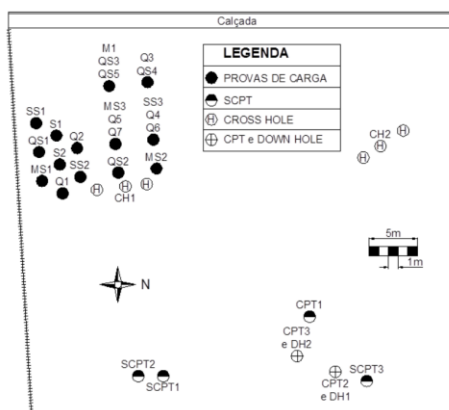 Calçada
M1
QS3
QS5
Q3
QS4
LEGENDA
PROVAS DE CARGA
SCPT
H CROSS HOLE
CPT e DOWN HOLE
SS1
S1
QS1
Q2
S2
MS1
SS2
Q1
MS3
Q5
Q7
SS3
Q4
Q6
QS2
MS2
H H H
CH1
CH2
H H H
5m
1m
N
CPT1
CPT3
e DH2
SCPT2
SCPT1
SCPT3
CPT2
e DH1